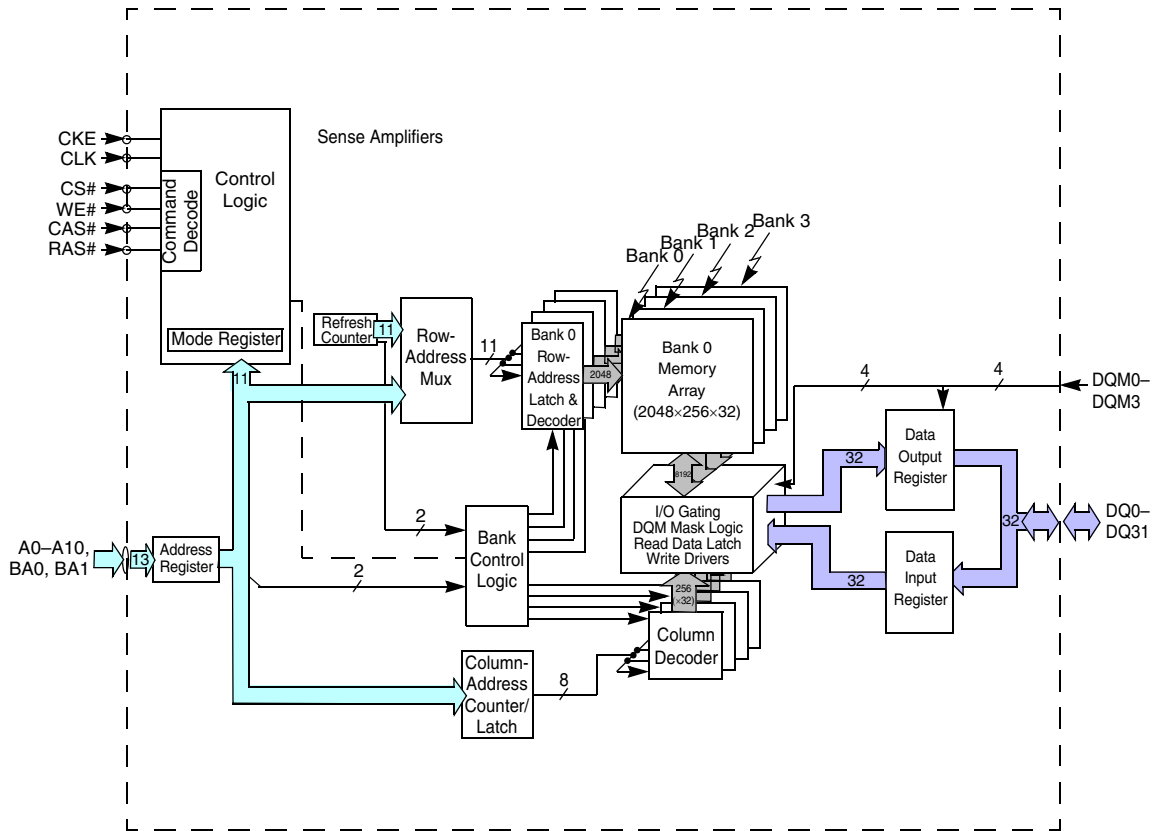 CKE
CLK
CS#
WE#
CAS#
RAS#
Command
Decode
Control
Logic
Mode Register
Sense Amplifiers
11
Refresh
Counter
11
Row-
Address
Mux
11
Bank 0
Row-
Address
Latch &
Decoder
2048
Bank 0
Bank 1
Bank 2
Bank 3
Bank 0
Memory
Array
(2048×256×32)
8192
I/O Gating
DQM Mask Logic
Read Data Latch
Write Drivers
256
(×32)
Column
Decoder
4
4
DQM0–
DQM3
Data
Output
Register
32
32
DQ0–
DQ31
Data
Input
Register
32
A0–A10,
BA0, BA1
13
Address
Register
2
2
Bank
Control
Logic
Column-
Address
Counter/
Latch
8